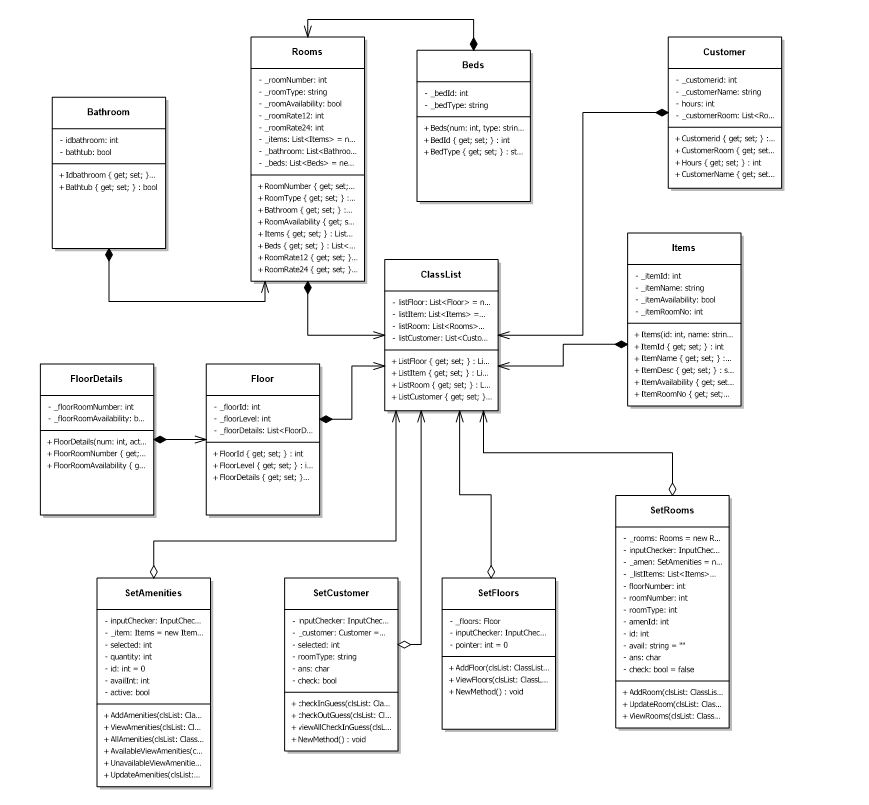 Rooms
- _roomNumber: int
- _roomType: string
- _roomAvailability: bool
- _roomRate12: int
- _roomRate24: int
- _items: List<Items> = n...
- _bathroom: List<Bathroo...
- _beds: List<Beds> = ne...
+ RoomNumber { get; set;...
+ RoomType { get; set; } :...
+ Bathroom { get; set; } :...
+ RoomAvailability { get; s...
+ Items { get; set; } : List...
+ Beds { get; set; } : List<...
+ RoomRate12 { get; set; }...
+ RoomRate24 { get; set; }...
Beds
- _bedId: int
- _bedType: string
+ Beds(num: int, type: strin...
+ BedId { get; set; } : int
+ BedType { get; set; } : st...
Customer
- _customerid: int
- _customerName: string
- hours: int
- _customerRoom: List<Ro...
+ Customerid { get; set; } :...
+ CustomerRoom { get; set...
+ Hours { get; set; } : int
+ CustomerName { get; set...
Bathroom
- idbathroom: int
- bathtub: bool
+ Idbathroom { get; set; }...
+ Bathtub { get; set; } : bool
ClassList
- listFloor: List<Floor> = n...
- listItem: List<Items> =...
- listRoom: List<Rooms>...
- listCustomer: List<Custo...
+ ListFloor { get; set; } : Li...
+ ListItem { get; set; } : Li...
+ ListRoom { get; set; } : L...
+ ListCustomer { get; set; }...
Items
- _itemId: int
- _itemName: string
- _itemAvailability: bool
- _itemRoomNo: int
+ Items(id: int, name: strin...
+ ItemId { get; set; } : int
+ ItemName { get; set; } :...
+ ItemDesc { get; set; } : s...
+ ItemAvailability { get; set...
+ ItemRoomNo { get; set;...
FloorDetails
- _floorRoomNumber: int
- _floorRoomAvailability: b...
+ FloorDetails(num: int, act...
+ FloorRoomNumber { get;...
+ FloorRoomAvailability { g...
Floor
- _floorId: int
- _floorLevel: int
- _floorDetails: List<FloorD...
+ FloorId { get; set; } : int
+ FloorLevel { get; set; } : i...
+ FloorDetails { get; set; }...
SetAmenities
- inputChecker: InputChec...
- _item: Items = new Item...
- selected: int
- quantity: int
- id: int = 0
- availInt: int
- active: bool
+ AddAmenities(clsList: Cla...
+ ViewAmenities(clsList: Cl...
+ AllAmenities(clsList: Class...
+ AvailableViewAmenities(c...
+ UnavailableViewAmenitie...
+ UpdateAmenities(clsList:...
SetCustomer
- inputChecker: InputChec...
- _customer: Customer =...
- selected: int
- roomType: string
- ans: char
- check: bool
+ checkInGuess(clsList: Cla...
+ checkOutGuess(clsList: Cl...
+ viewAllCheckInGuess(clsL...
+ NewMethod() : void
SetFloors
- _floors: Floor
- inputChecker: InputChec...
- pointer: int = 0
+ AddFloor(clsList: ClassList...
+ ViewFloors(clsList: ClassL...
+ NewMethod() : void
SetRooms
- _rooms: Rooms = new R...
- inputChecker: InputChec...
- _amen: SetAmenities = n...
- _listItems: List<Items>...
- floorNumber: int
- roomNumber: int
- roomType: int
- amenId: int
- id: int
- avail: string = ""
- ans: char
- check: bool = false
+ AddRoom(clsList: ClassLis...
+ UpdateRoom(clsList: Clas...
+ ViewRooms(clsList: Class...